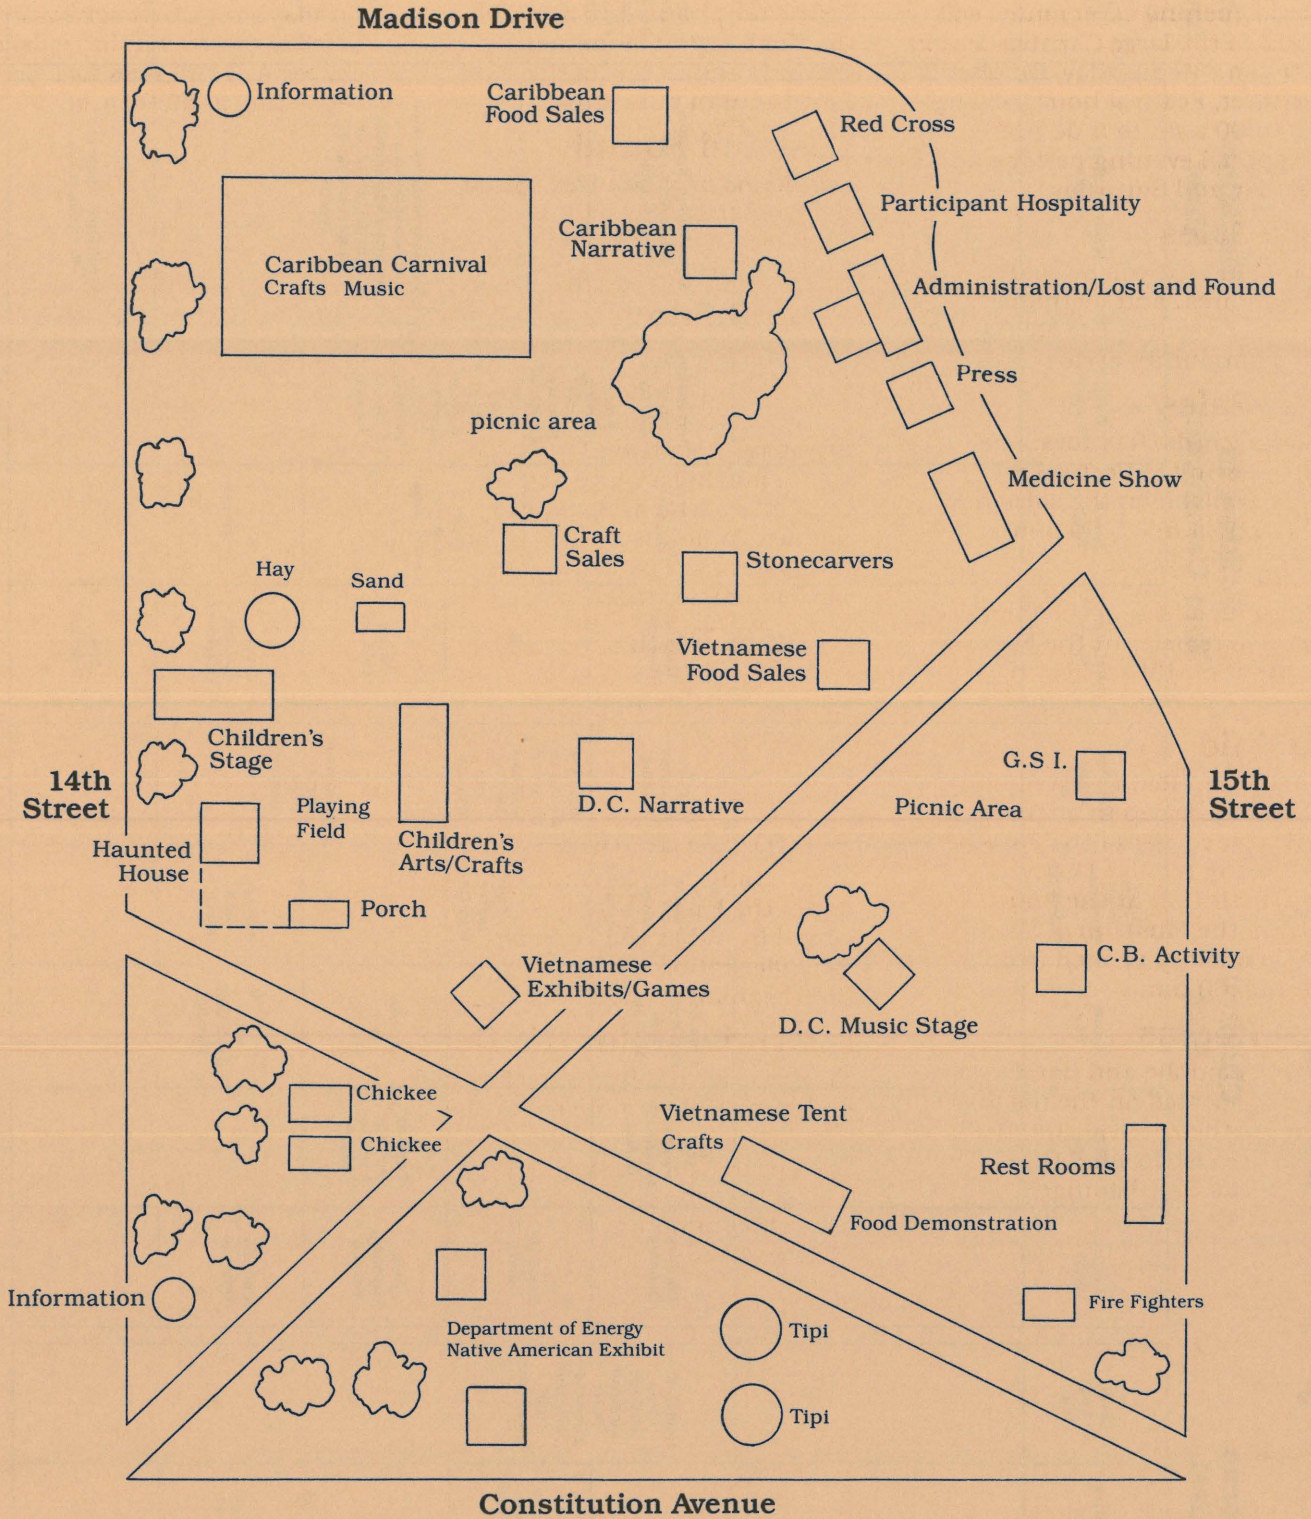 Madison Drive
Information
Caribbean
Food Sales
Red Cross
Participant Hospitality
Caribbean
Narrative
Caribbean Carnival
Crafts Music
Administration/Lost and Found
Press
picnic area
Medicine Show
Craft
Sales
Stonecarvers
Hay
Sand
Vietnamese
Food Sales
Children's
Stage
14th
Street
Playing
Field
D.C. Narrative
G.S I.
Picnic Area
15th
Street
Haunted
House
Children's
Arts/Crafts
Porch
Vietnamese
Exhibits/Games
C.B. Activity
D.C. Music Stage
Chickee
Chickee
Vietnamese Tent
Crafts
Rest Rooms
Food Demonstration
Information
Fire Fighters
Department of Energy
Native American Exhibit
Tipi
Tipi
Constitution Avenue